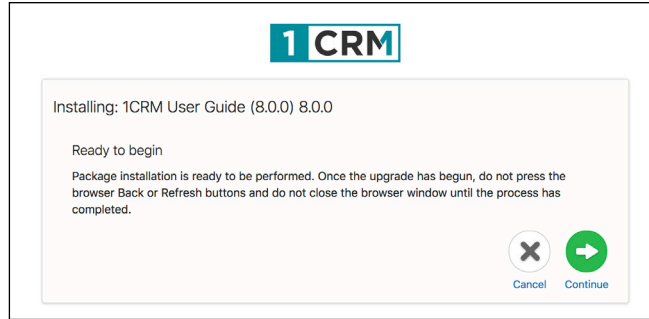 1 CRM
Installing: 1CRM User Guide (8.0.0) 8.0.0
Ready to begin
Package installation is ready to be performed. Once the upgrade has begun, do not press the
browser Back or Refresh buttons and do not close the browser window until the process has
completed.
Cancel Continue